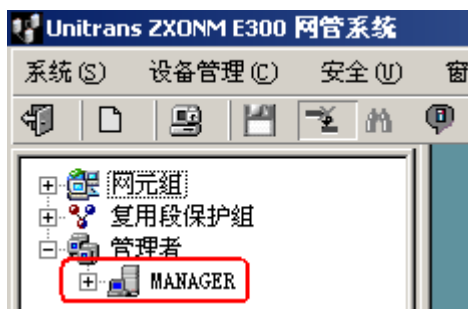 Unitrans ZXONM E300 网管系统
系统(S) 设备管理(C) 安全(U) 窗
网元组
复用段保护组
管理者
MANAGER